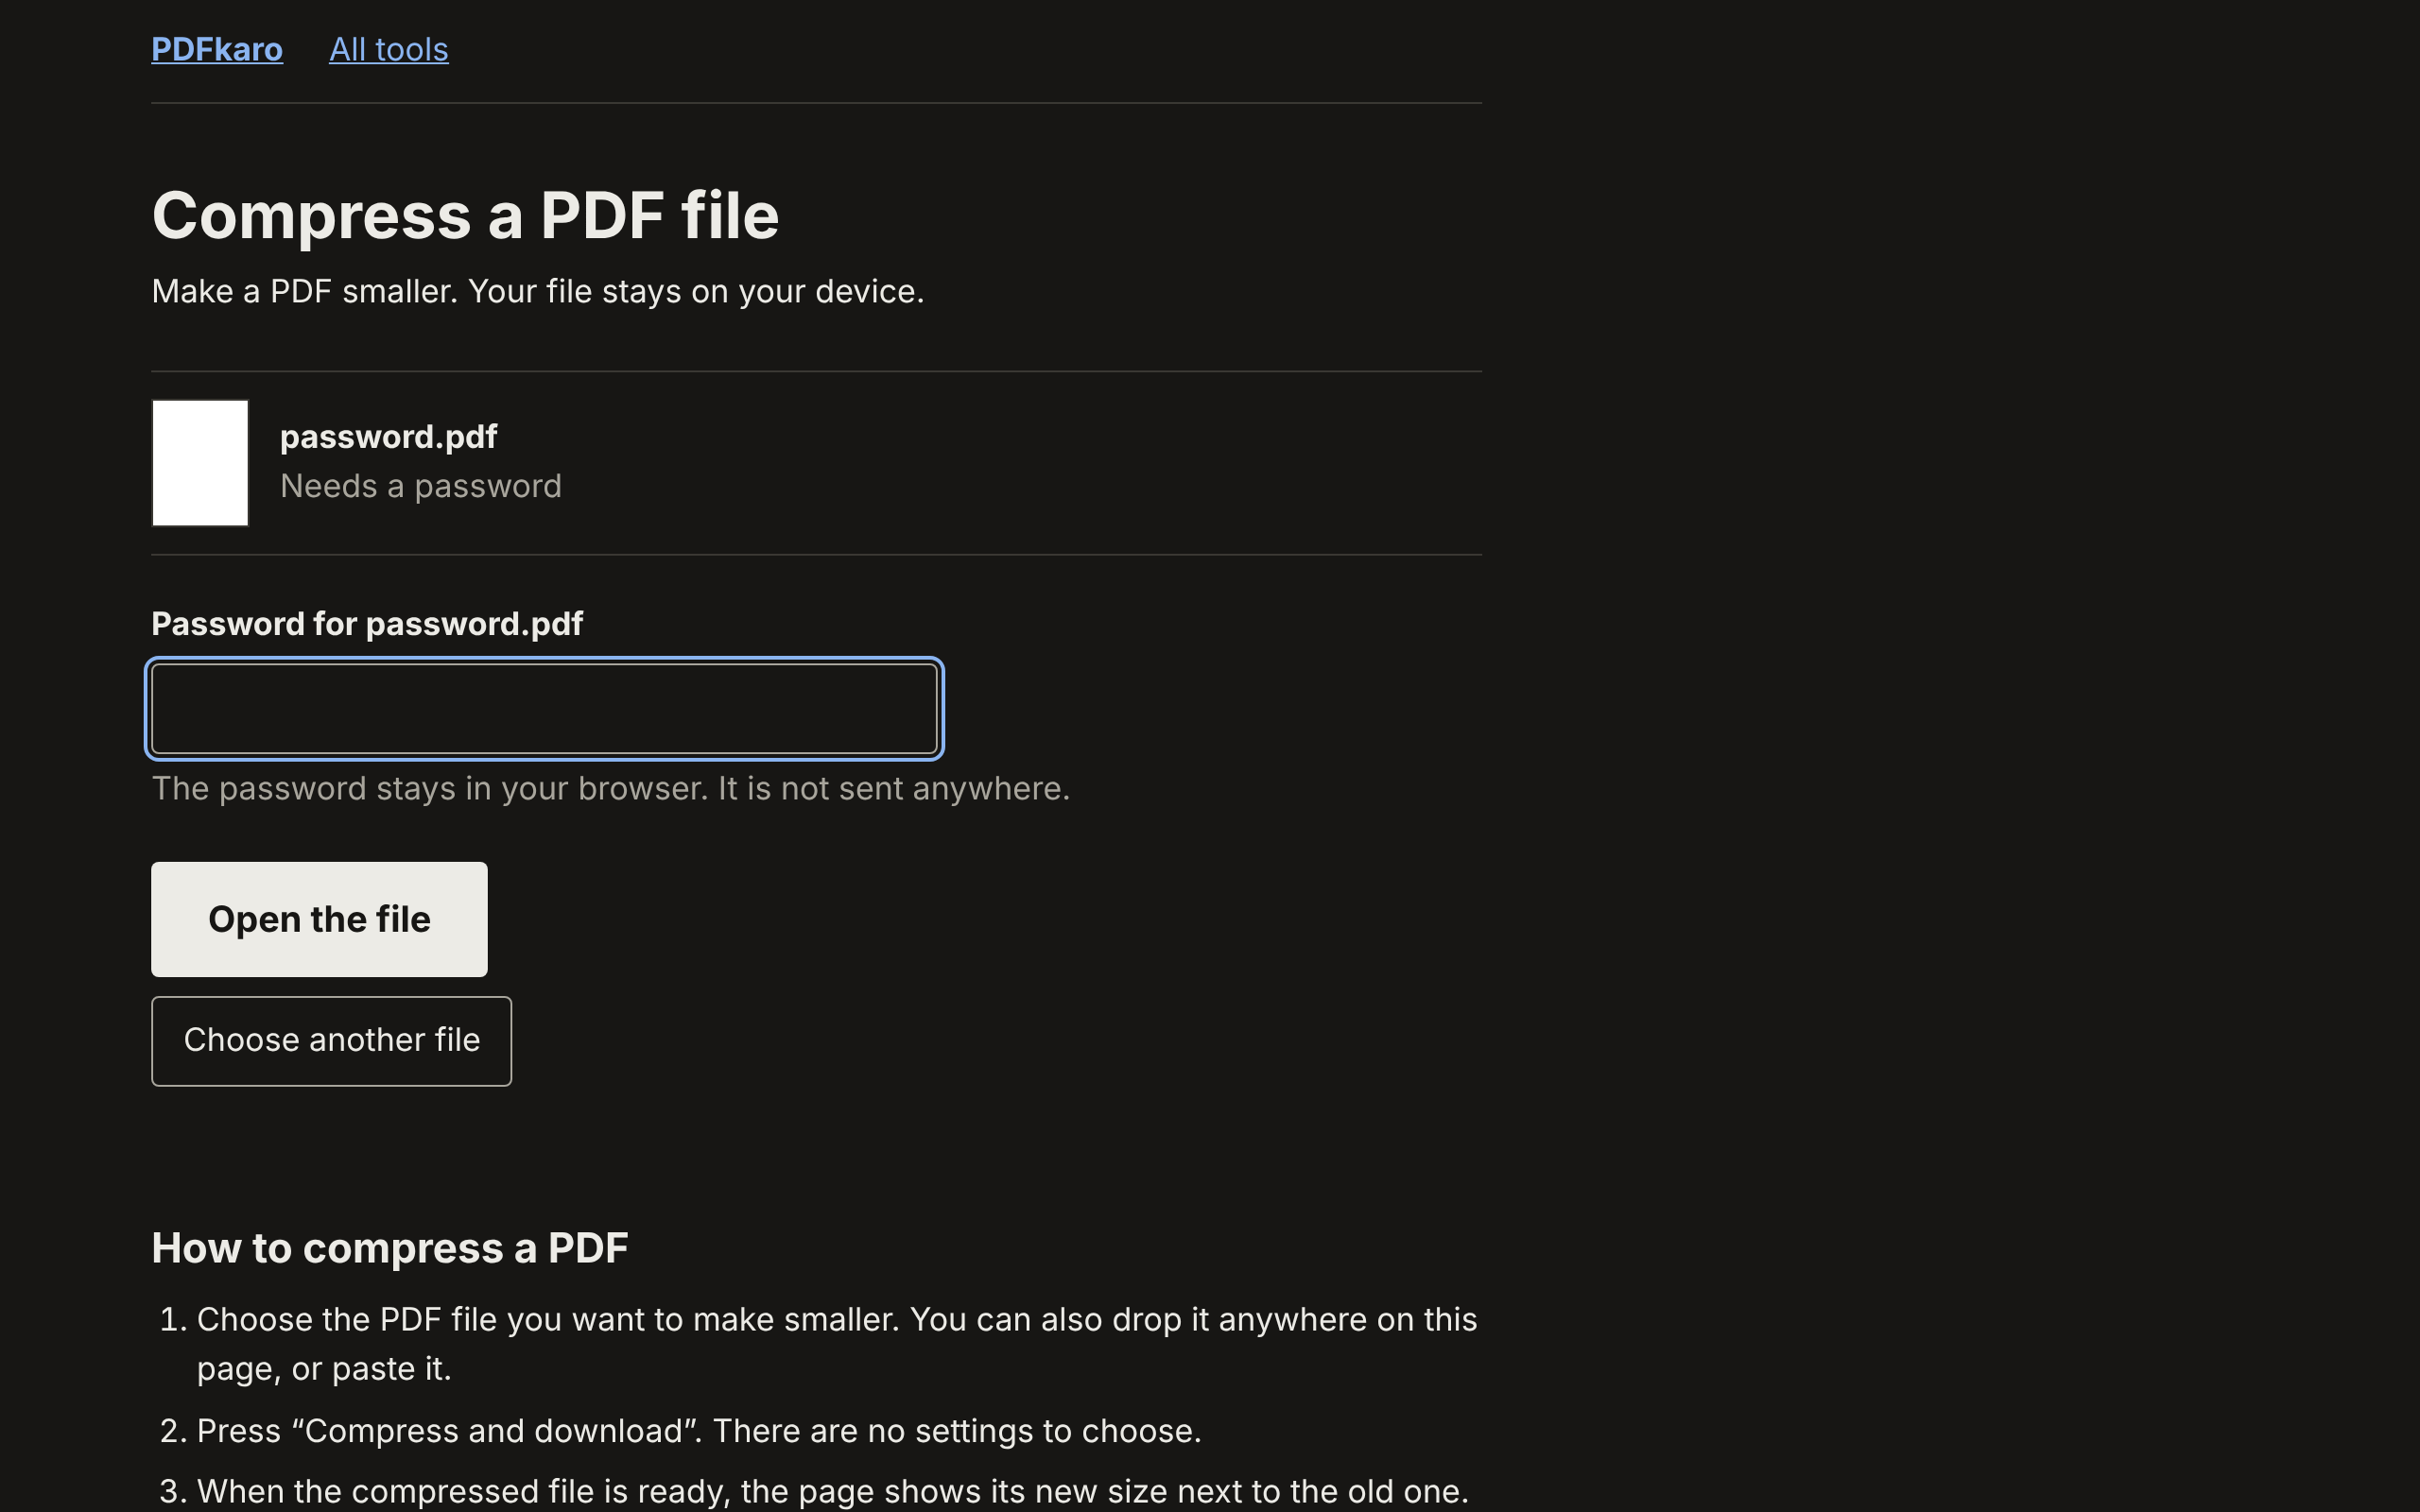 PDFkaro All tools
Compress a PDF file
Make a PDF smaller. Your file stays on your device.
password.pdf
Needs a password
Password for password.pdf
The password stays in your browser. It is not sent anywhere.
Open the file
Choose another file
How to compress a PDF
1. Choose the PDF file you want to make smaller. You can also drop it anywhere on this
page, or paste it.
2. Press “Compress and download”. There are no settings to choose.
3. When the compressed file is ready, the page shows its new size next to the old one.